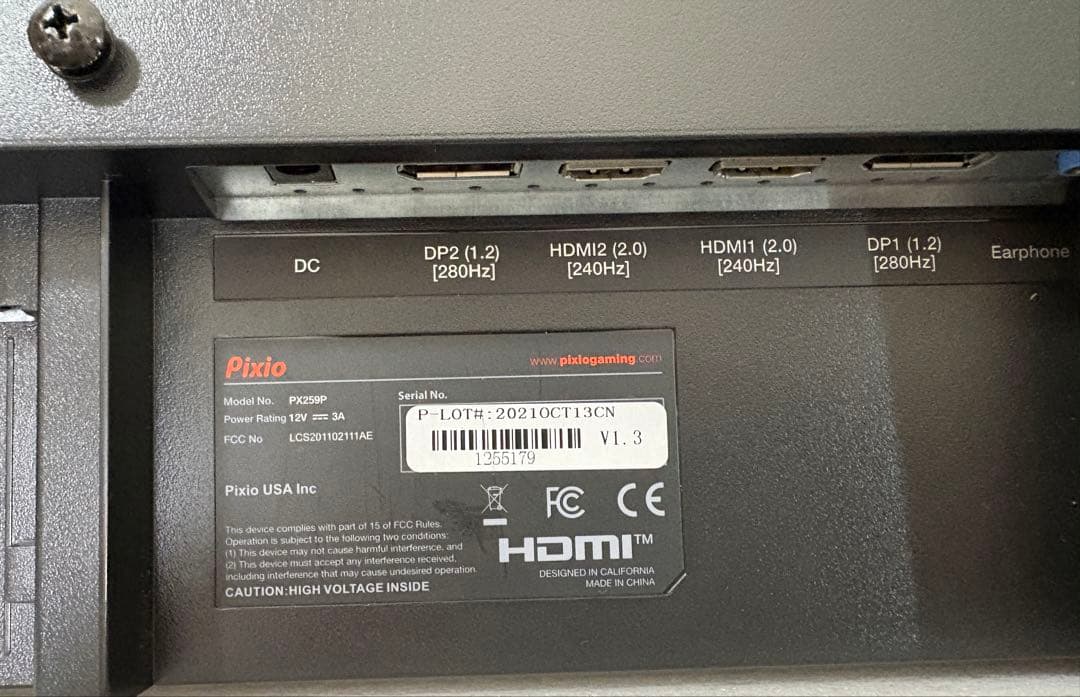 DC
DP2 (1.2)
[280Hz]
HDMI2 (2.0)
[240Hz]
HDMI1 (2.0)
[240Hz]
DP1 (1.2)
[280Hz]
Earphone
Pixio
www.pixiogaming.com
Model No. PX259P
Power Rating 12V ⎓ 3A
FCC No LCS201102111AE
Serial No.
P-LOT#:2021OCT13CN
V1.3
1255179
Pixio USA Inc
FC
CE
This device complies with part of 15 of FCC Rules.
Operation is subject to the following two conditions:
(1) This device may not cause harmful interference, and
(2) This device must accept any interference received,
including interference that may cause undesired operation.
CAUTION:HIGH VOLTAGE INSIDE
HDMI™
DESIGNED IN CALIFORNIA
MADE IN CHINA